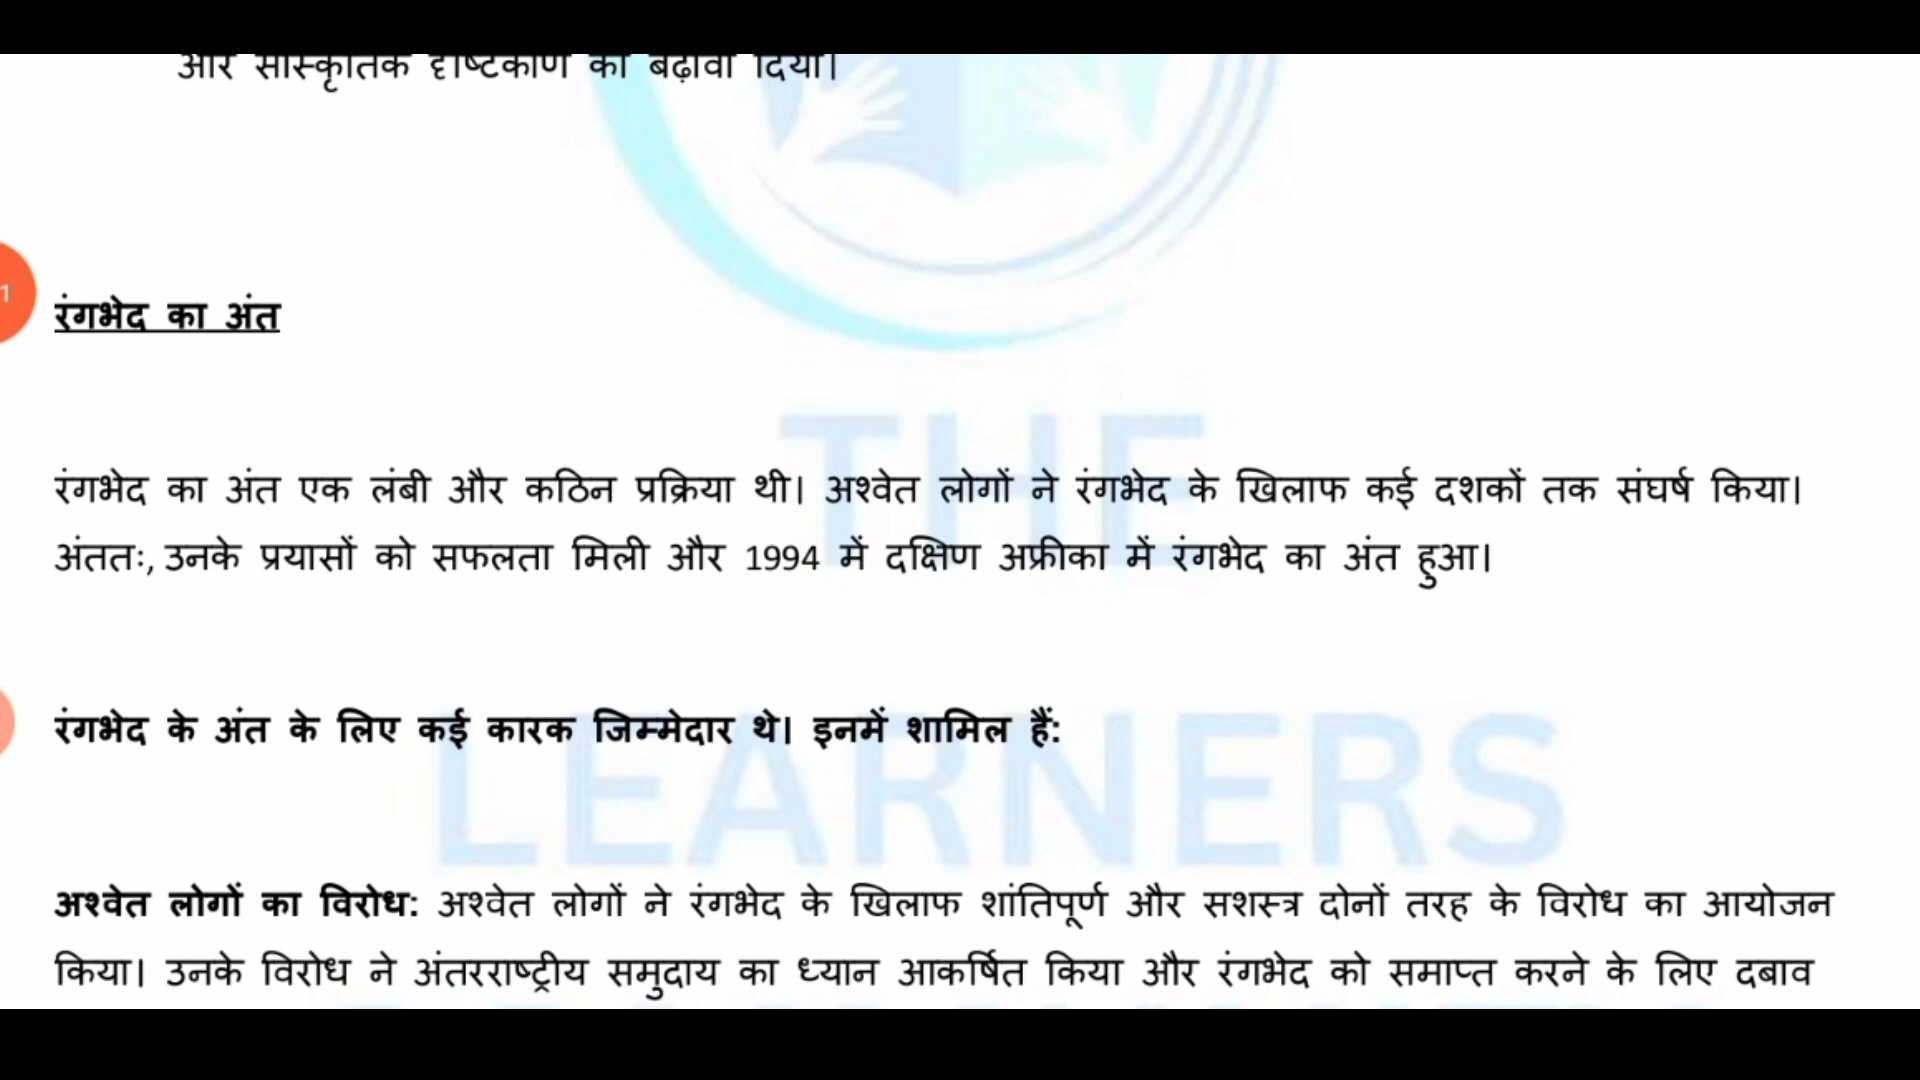 और सांस्कृतिक दृष्टिकोण को बढ़ावा दिया।
1
रंगभेद का अंत
THE
रंगभेद का अंत एक लंबी और कठिन प्रक्रिया थी। अश्वेत लोगों ने रंगभेद के खिलाफ कई दशकों तक संघर्ष किया।
अंततः, उनके प्रयासों को सफलता मिली और 1994 में दक्षिण अफ्रीका में रंगभेद का अंत हुआ।
रंगभेद के अंत के लिए कई कारक जिम्मेदार थे। इनमें शामिल हैं:
LEARNERS
अश्वेत लोगों का विरोध: अश्वेत लोगों ने रंगभेद के खिलाफ शांतिपूर्ण और सशस्त्र दोनों तरह के विरोध का आयोजन
किया। उनके विरोध ने अंतरराष्ट्रीय समुदाय का ध्यान आकर्षित किया और रंगभेद को समाप्त करने के लिए दबाव